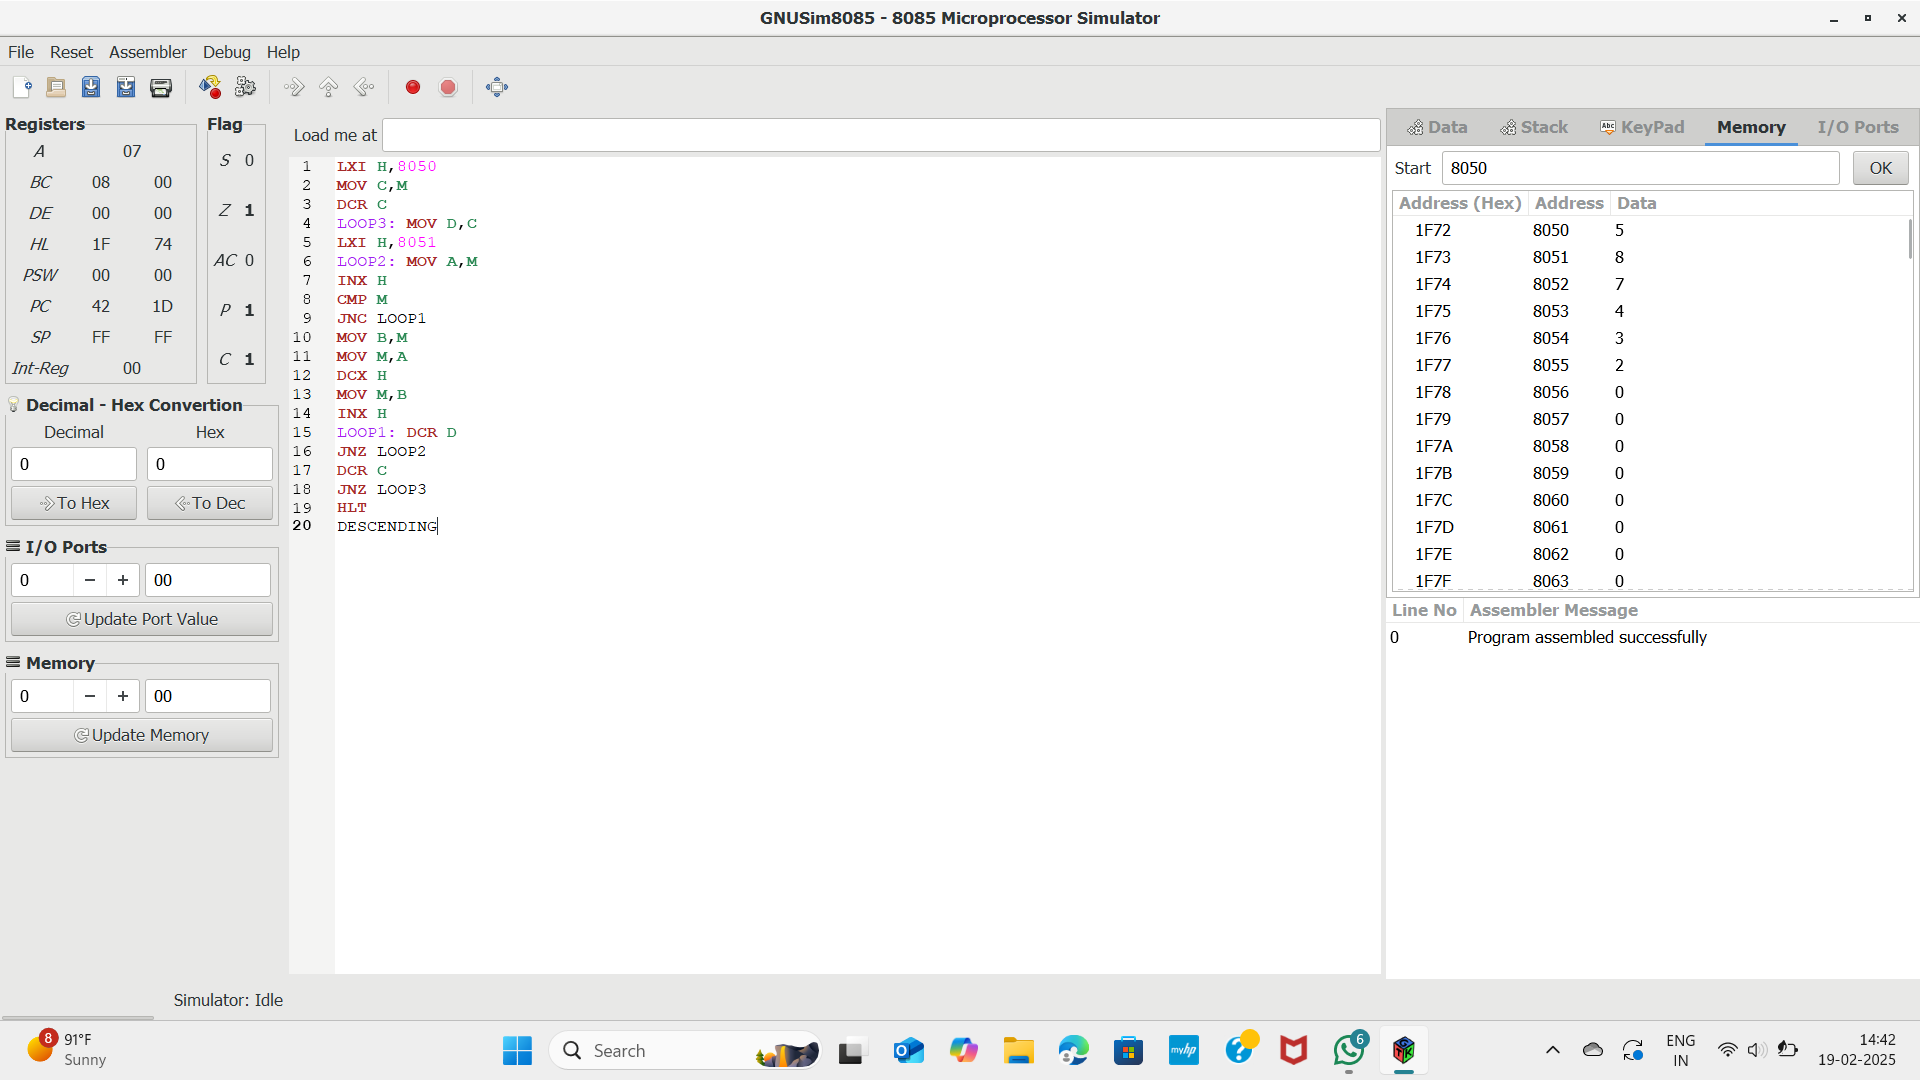 GNUSim8085 - 8085 Microprocessor Simulator
File Reset Assembler Debug Help
Registers
A 07
BC 08 00
DE 00 00
HL 1F 74
PSW 00 00
PC 42 1D
SP FF FF
Int-Reg 00
Flag
S 0
Z 1
AC 0
P 1
C 1
Decimal - Hex Convertion
Decimal Hex
0 0
To Hex To Dec
I/O Ports
0 − + 00
Update Port Value
Memory
0 − + 00
Update Memory
Load me at
1 LXI H,8050
2 MOV C,M
3 DCR C
4 LOOP3: MOV D,C
5 LXI H,8051
6 LOOP2: MOV A,M
7 INX H
8 CMP M
9 JNC LOOP1
10 MOV B,M
11 MOV M,A
12 DCX H
13 MOV M,B
14 INX H
15 LOOP1: DCR D
16 JNZ LOOP2
17 DCR C
18 JNZ LOOP3
19 HLT
20 DESCENDING
Data Stack Abc KeyPad Memory I/O Ports
Start 8050 OK
Address (Hex) Address Data
1F72 8050 5
1F73 8051 8
1F74 8052 7
1F75 8053 4
1F76 8054 3
1F77 8055 2
1F78 8056 0
1F79 8057 0
1F7A 8058 0
1F7B 8059 0
1F7C 8060 0
1F7D 8061 0
1F7E 8062 0
1F7F 8063 0
Line No Assembler Message
0 Program assembled successfully
Simulator: Idle
8 91°F
Sunny
Search
myhp
6
ENG
IN
14:42
19-02-2025